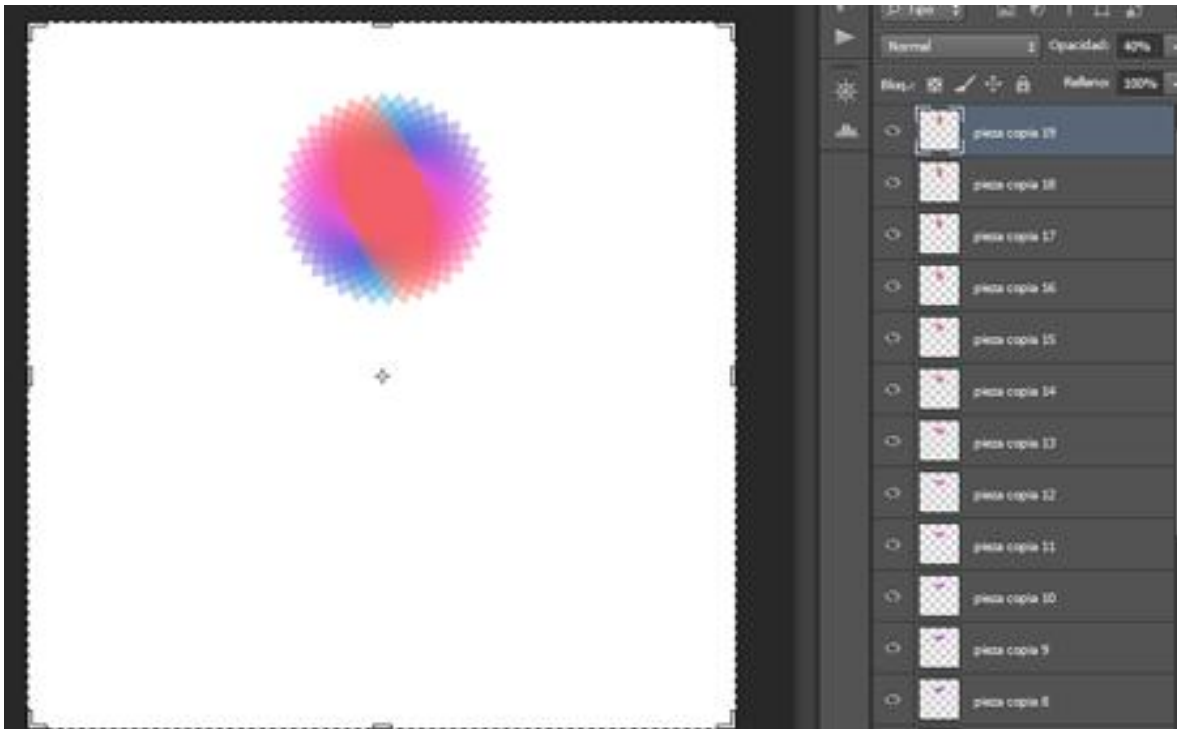 Tipo
Normal Opacidad: 40%
Bloq.: Relleno: 100%
pieza copia 19
pieza copia 18
pieza copia 17
pieza copia 16
pieza copia 15
pieza copia 14
pieza copia 13
pieza copia 12
pieza copia 11
pieza copia 10
pieza copia 9
pieza copia 8